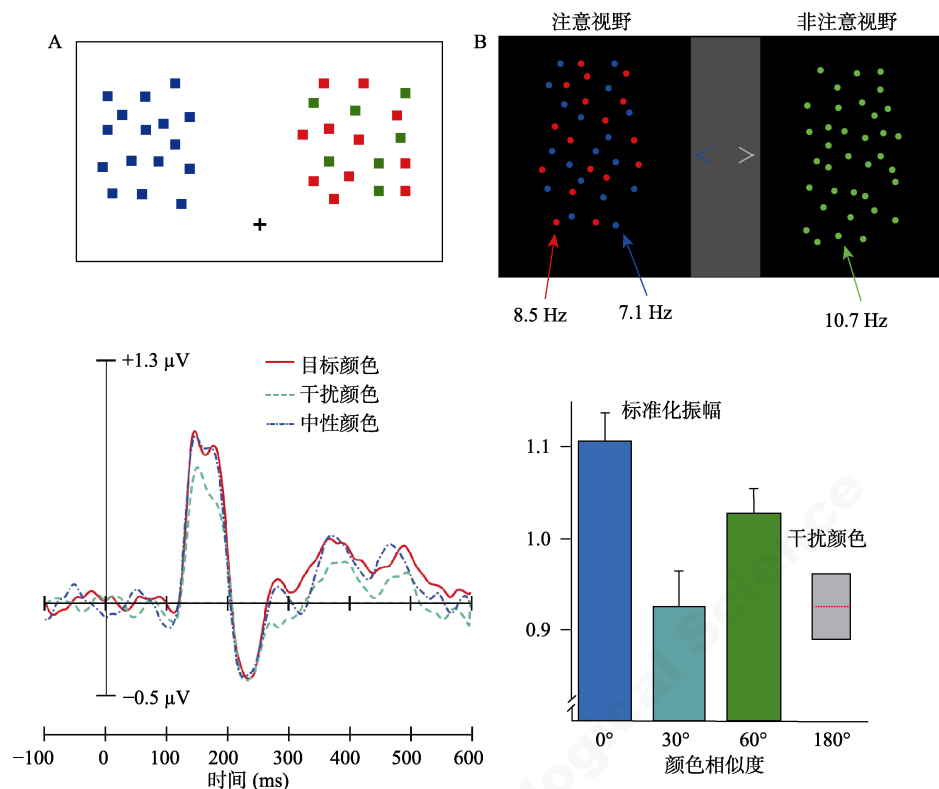 A
B
注意视野
非注意视野
8.5 Hz
7.1 Hz
10.7 Hz
+1.3 µV
目标颜色
干扰颜色
中性颜色
−0.5 µV
−100 0 100 200 300 400 500 600
时间 (ms)
标准化振幅
1.1
1.0
干扰颜色
0.9
0° 30° 60° 180°
颜色相似度
ological Science